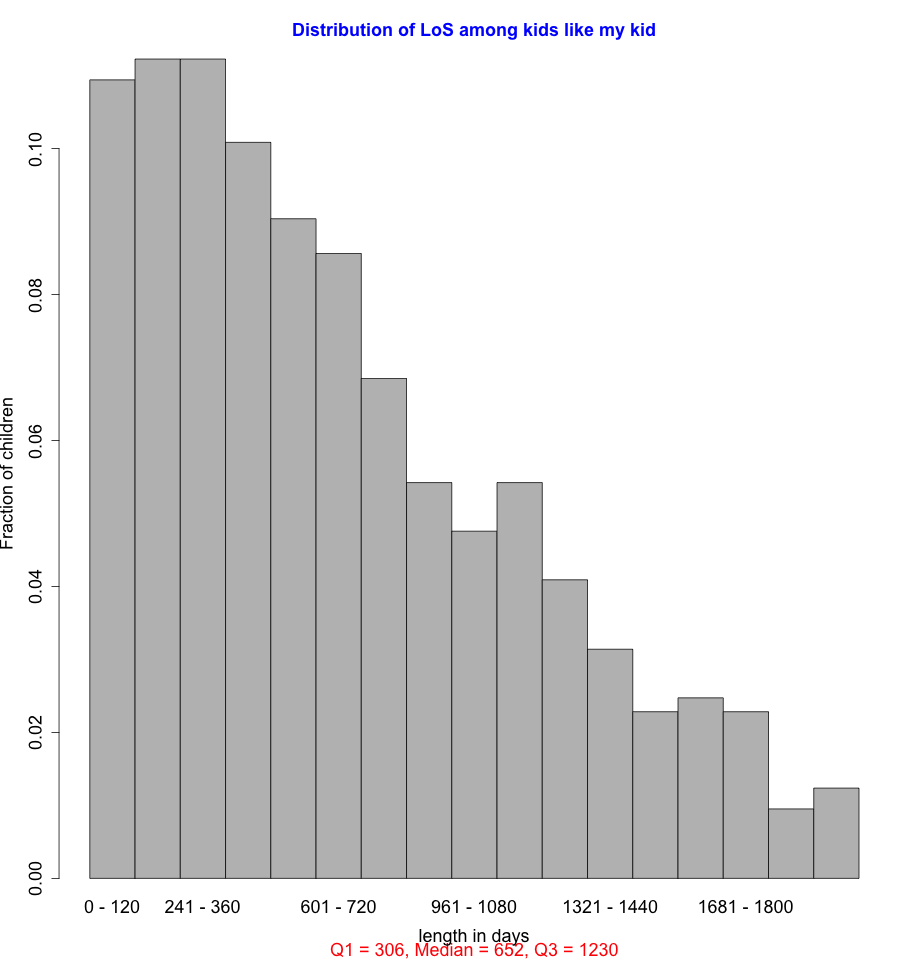 Distribution of LoS among kids like my kid
Fraction of children
0.10
0.08
0.06
0.04
0.02
0.00
0 - 120 241 - 360 601 - 720 961 - 1080 1321 - 1440 1681 - 1800
length in days
Q1 = 306, Median = 652, Q3 = 1230